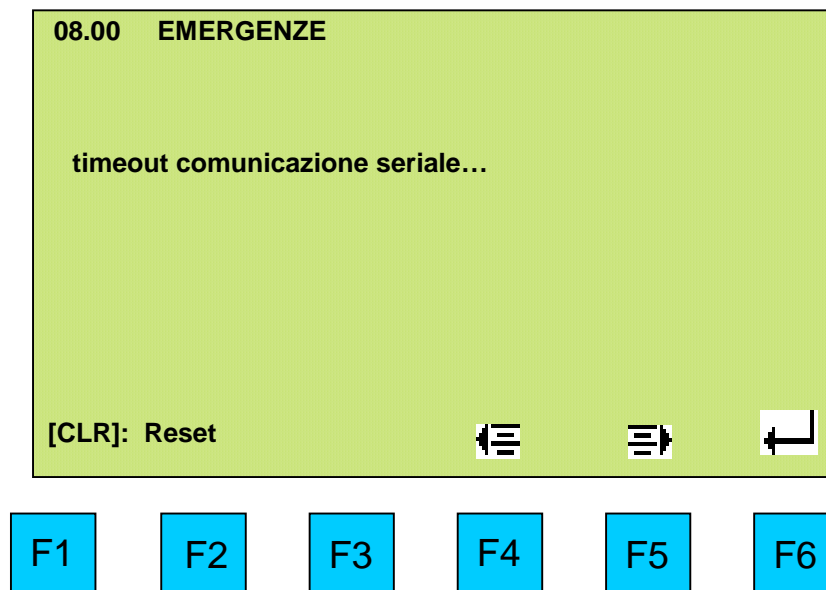 08.00 EMERGENZE
timeout comunicazione seriale…
[CLR]: Reset
F1 F2 F3 F4 F5 F6